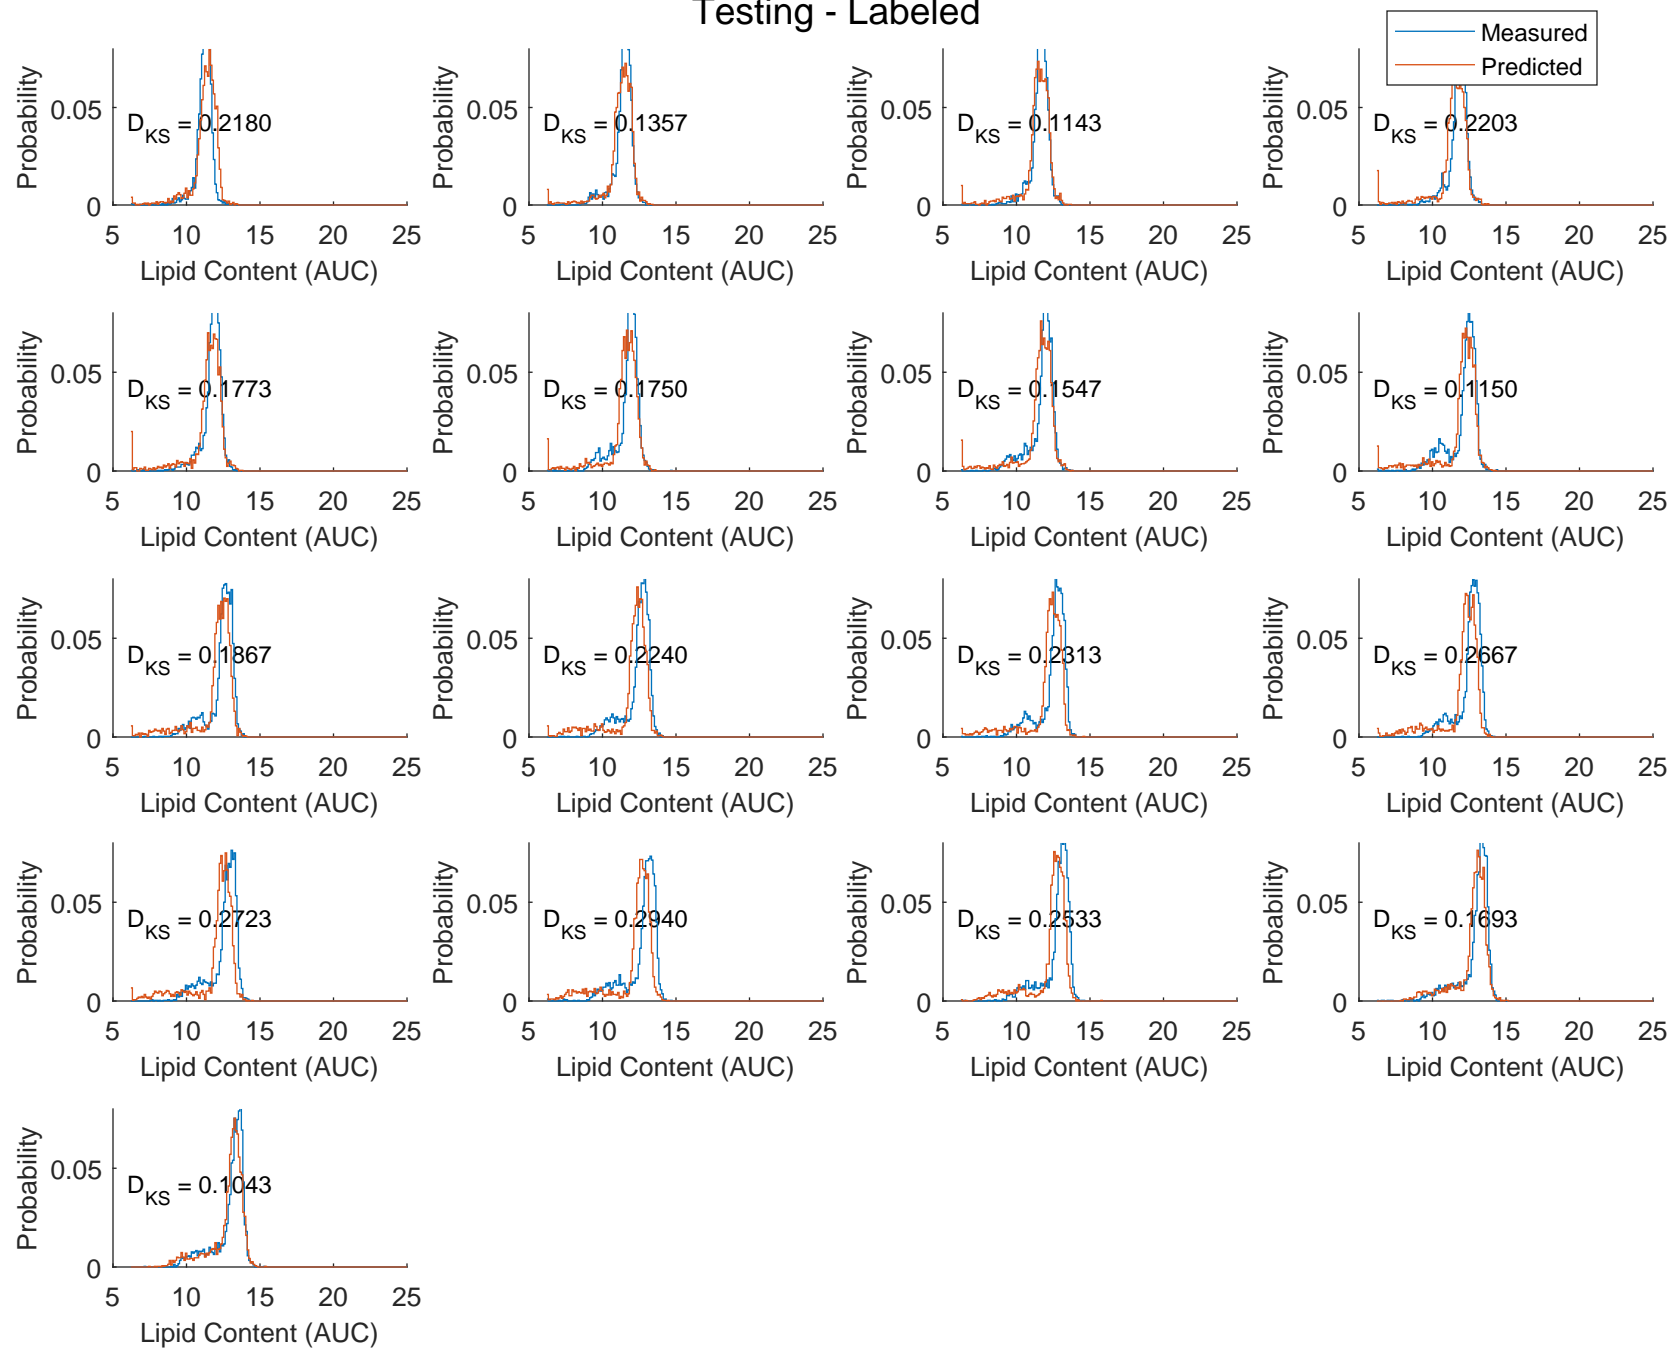 Testing - Labeled
Measured
Predicted
Probability
0.05
0
D_KS = 0.2180
5 10 15 20 25
Lipid Content (AUC)
Probability
0.05
0
D_KS = 0.1357
5 10 15 20 25
Lipid Content (AUC)
Probability
0.05
0
D_KS = 0.1143
5 10 15 20 25
Lipid Content (AUC)
Probability
0.05
0
D_KS = 0.2203
5 10 15 20 25
Lipid Content (AUC)
Probability
0.05
0
D_KS = 0.1773
5 10 15 20 25
Lipid Content (AUC)
Probability
0.05
0
D_KS = 0.1750
5 10 15 20 25
Lipid Content (AUC)
Probability
0.05
0
D_KS = 0.1547
5 10 15 20 25
Lipid Content (AUC)
Probability
0.05
0
D_KS = 0.1150
5 10 15 20 25
Lipid Content (AUC)
Probability
0.05
0
D_KS = 0.1867
5 10 15 20 25
Lipid Content (AUC)
Probability
0.05
0
D_KS = 0.2240
5 10 15 20 25
Lipid Content (AUC)
Probability
0.05
0
D_KS = 0.2313
5 10 15 20 25
Lipid Content (AUC)
Probability
0.05
0
D_KS = 0.2667
5 10 15 20 25
Lipid Content (AUC)
Probability
0.05
0
D_KS = 0.2723
5 10 15 20 25
Lipid Content (AUC)
Probability
0.05
0
D_KS = 0.2940
5 10 15 20 25
Lipid Content (AUC)
Probability
0.05
0
D_KS = 0.2533
5 10 15 20 25
Lipid Content (AUC)
Probability
0.05
0
D_KS = 0.1693
5 10 15 20 25
Lipid Content (AUC)
Probability
0.05
0
D_KS = 0.1043
5 10 15 20 25
Lipid Content (AUC)